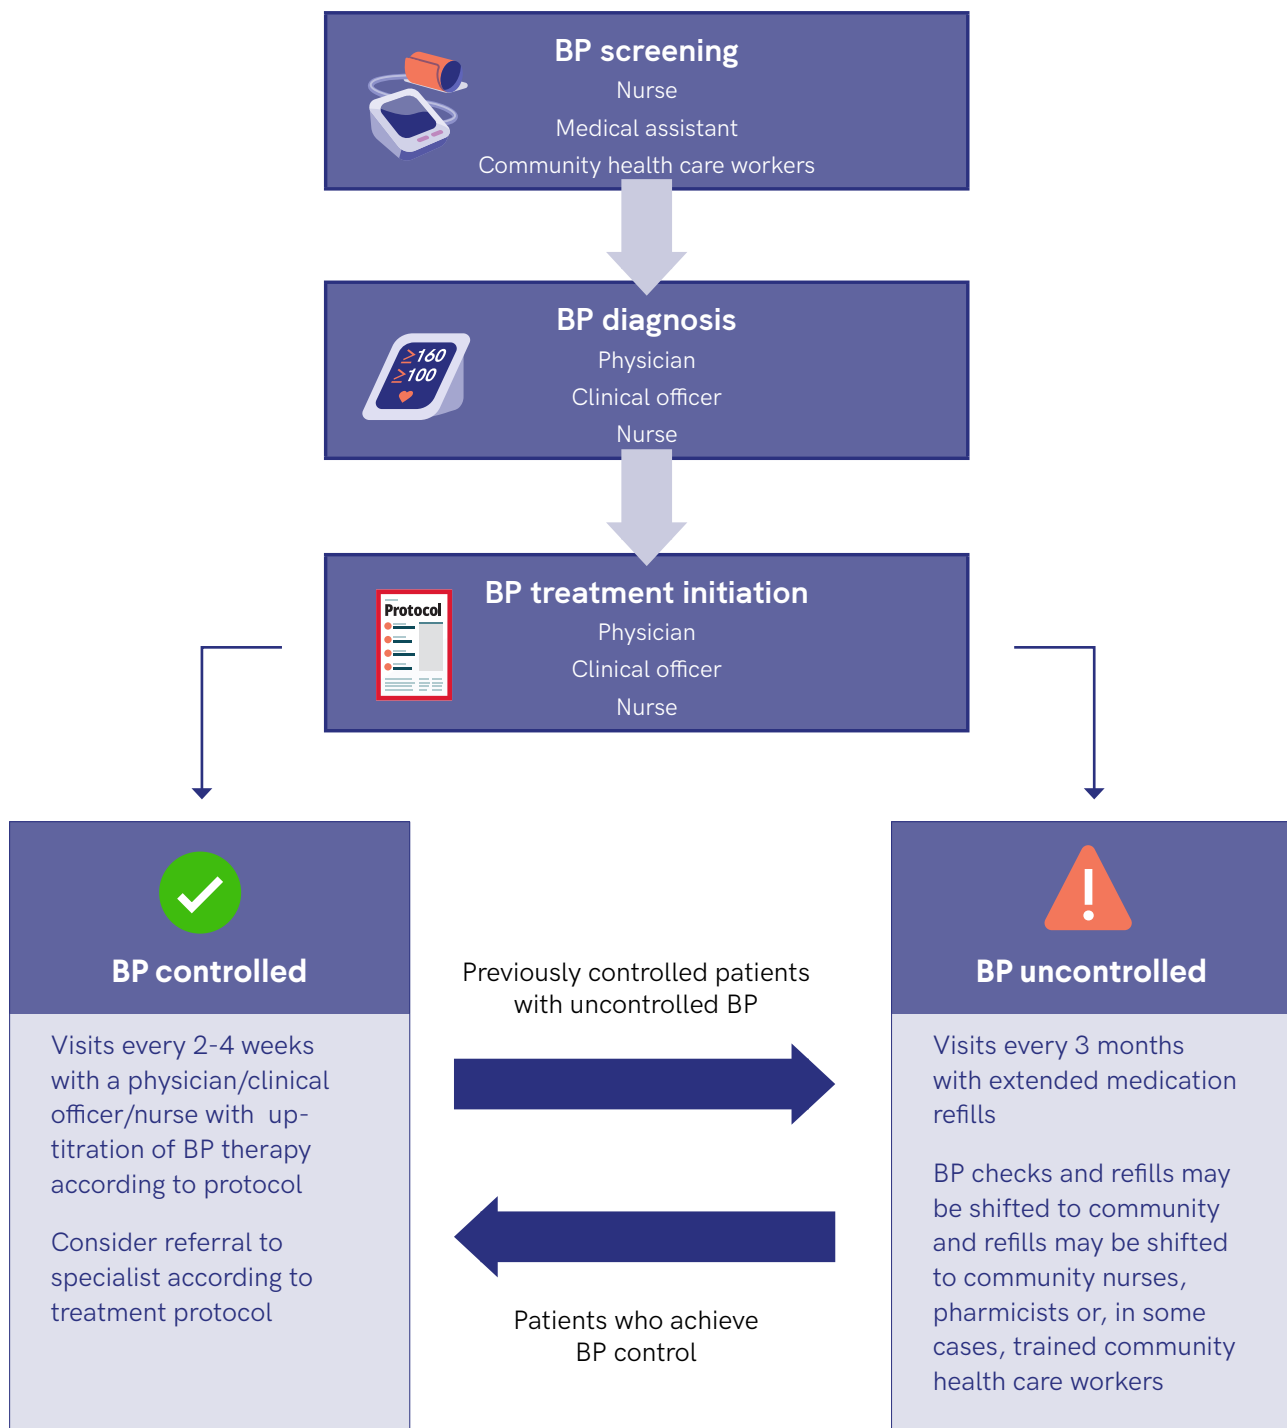 BP screening
Nurse
Medical assistant
Community health care workers
≥160
≥100
BP diagnosis
Physician
Clinical officer
Nurse
Protocol
BP treatment initiation
Physician
Clinical officer
Nurse
BP controlled
Visits every 2-4 weeks
with a physician/clinical
officer/nurse with up-
titration of BP therapy
according to protocol
Consider referral to
specialist according to
treatment protocol
Previously controlled patients
with uncontrolled BP
Patients who achieve
BP control
BP uncontrolled
Visits every 3 months
with extended medication
refills
BP checks and refills may
be shifted to community
and refills may be shifted
to community nurses,
pharmicists or, in some
cases, trained community
health care workers